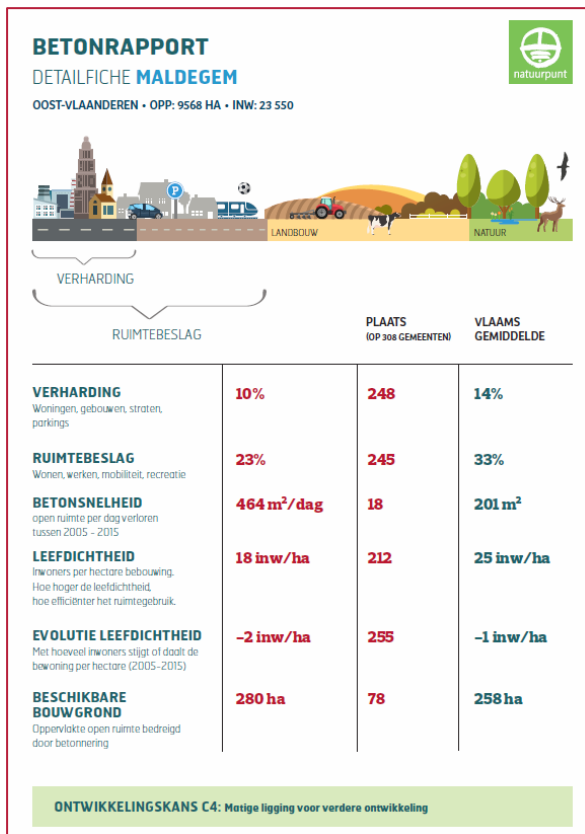 BETONRAPPORT
DETAILFICHE MALDEGEM
OOST-VLAANDEREN • OPP: 9568 HA • INW: 23 550
natuurpunt
P
LANDBOUW
NATUUR
VERHARDING
RUIMTEBESLAG
PLAATS
(OP 308 GEMEENTEN)
VLAAMS
GEMIDDELDE
VERHARDING
Woningen, gebouwen, straten,
parkings
10%
248
14%
RUIMTEBESLAG
Wonen, werken, mobiliteit, recreatie
23%
245
33%
BETONSNELHEID
open ruimte per dag verloren
tussen 2005 - 2015
464 m²/dag
18
201 m²
LEEFDICHTHEID
Inwoners per hectare bebouwing.
Hoe hoger de leefdichtheid,
hoe efficiënter het ruimtegebruik.
18 inw/ha
212
25 inw/ha
EVOLUTIE LEEFDICHTHEID
Met hoeveel inwoners stijgt of daalt de
bewoning per hectare (2005-2015)
-2 inw/ha
255
-1 inw/ha
BESCHIKBARE
BOUWGROND
Oppervlakte open ruimte bedreigd
door betonnering
280 ha
78
258 ha
ONTWIKKELINGSKANS C4: Matige ligging voor verdere ontwikkeling